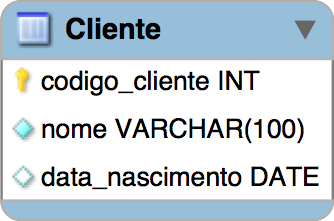 Cliente
codigo_cliente INT
nome VARCHAR(100)
data_nascimento DATE